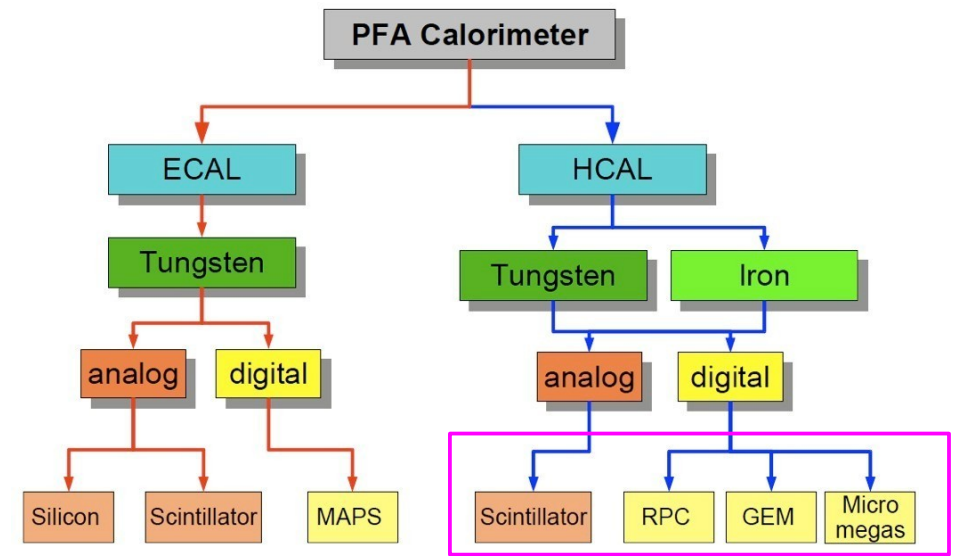 PFA Calorimeter
ECAL
HCAL
Tungsten
Tungsten
Iron
analog
digital
analog
digital
Silicon
Scintillator
MAPS
Scintillator
RPC
GEM
Micro
megas